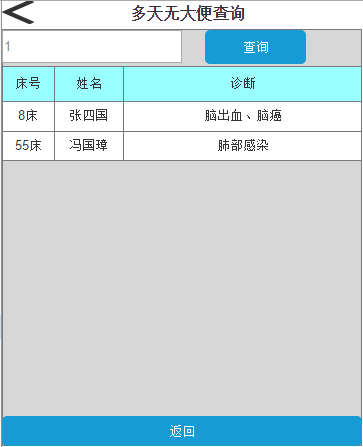 多天无大便查询
1 查询
床号 姓名 诊断
8床 张四国 脑出血、脑癌
55床 冯国璋 肺部感染
返回